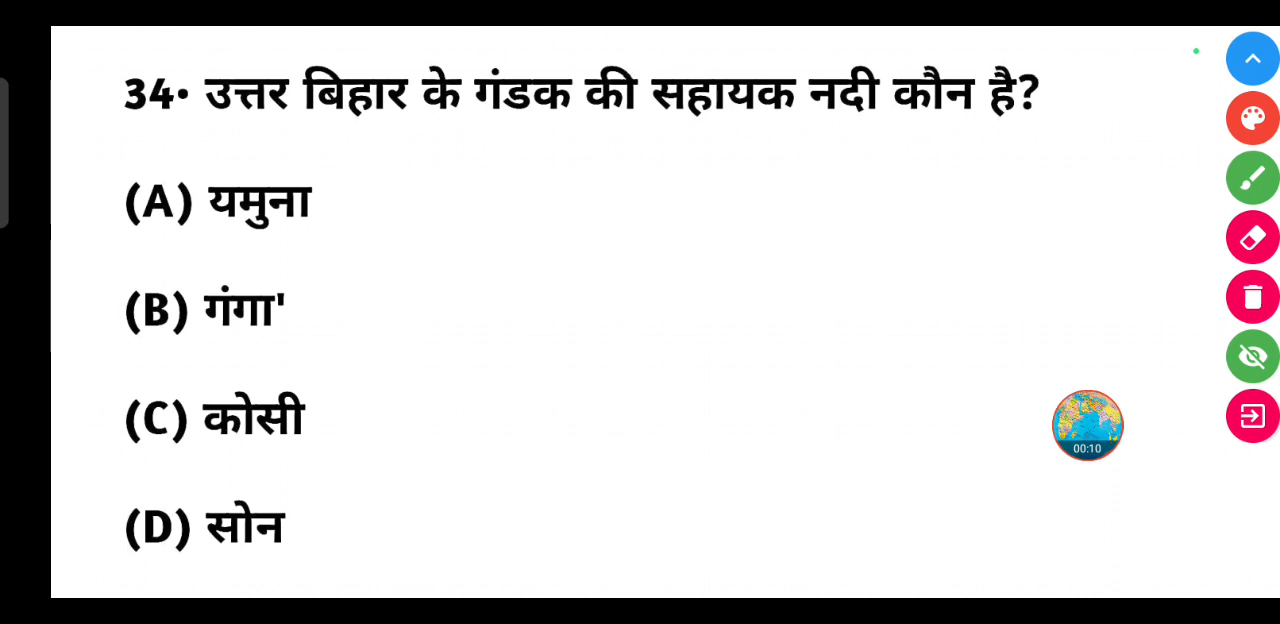 34• उत्तर बिहार के गंडक की सहायक नदी कौन है?
(A) यमुना
(B) गंगा'
(C) कोसी
(D) सोन
00:10